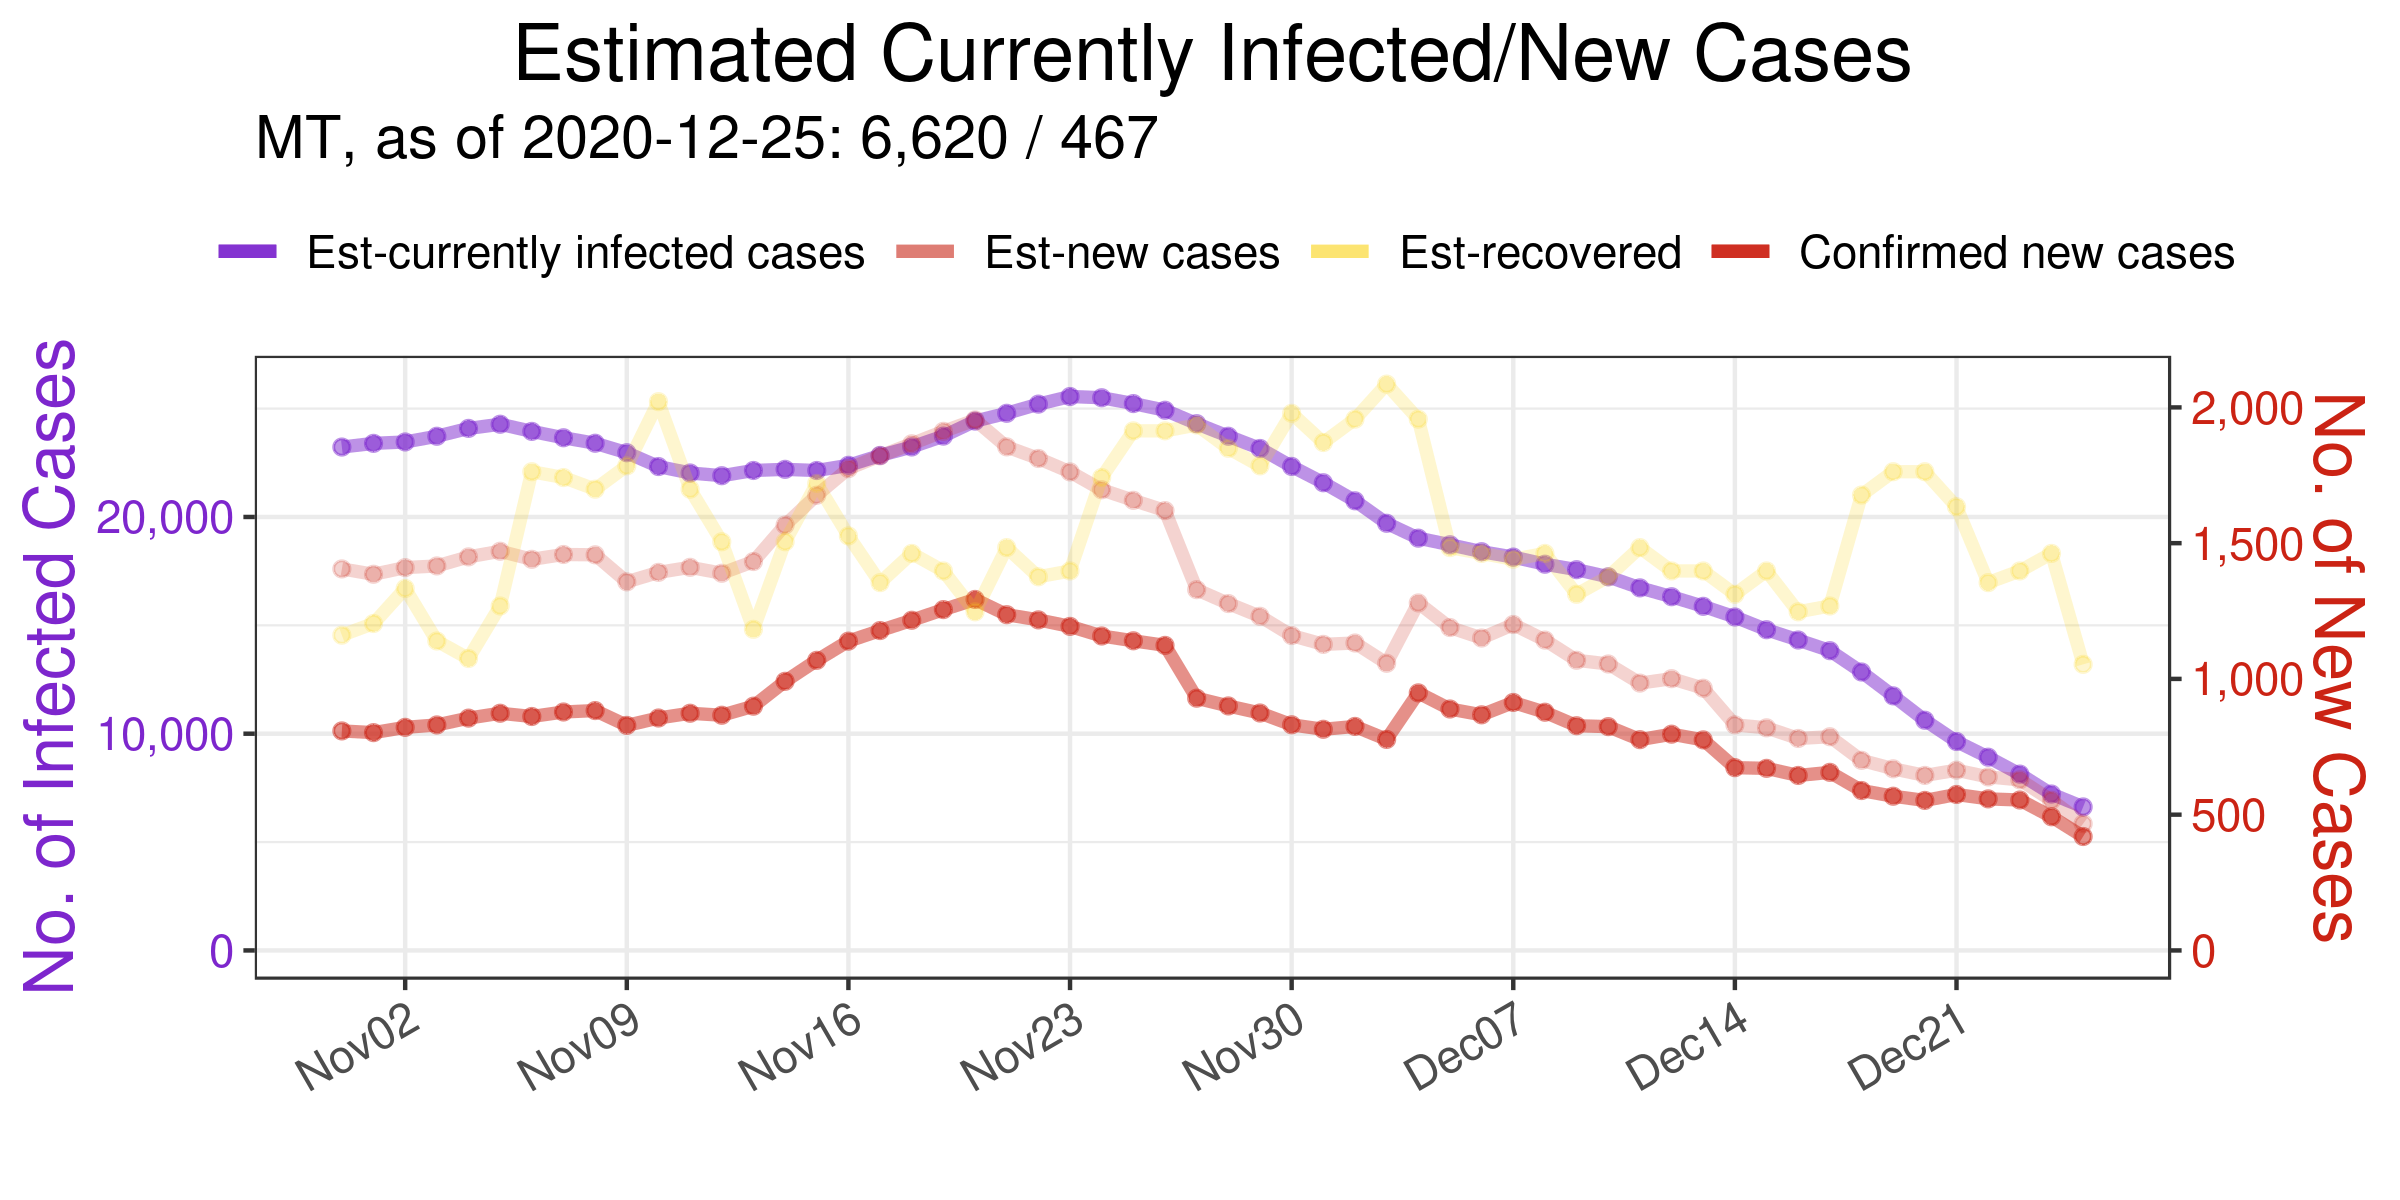 Estimated Currently Infected/New Cases
MT, as of 2020-12-25: 6,620 / 467
Est-currently infected cases Est-new cases Est-recovered Confirmed new cases
No. of Infected Cases
20,000
10,000
0
2,000
1,500
1,000
500
0
No. of New Cases
Nov02 Nov09 Nov16 Nov23 Nov30 Dec07 Dec14 Dec21